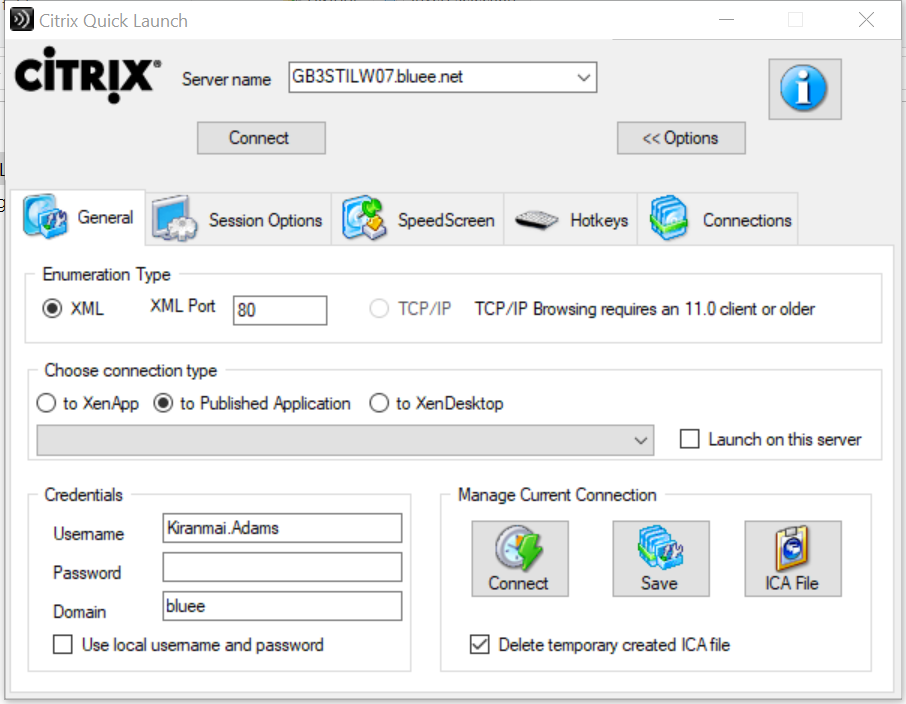 Citrix Quick Launch
CİTRIX®
Server name GB3STILW07.bluee.net
Connect << Options
General Session Options SpeedScreen Hotkeys Connections
Enumeration Type
XML XML Port 80 TCP/IP TCP/IP Browsing requires an 11.0 client or older
Choose connection type
to XenApp to Published Application to XenDesktop
Launch on this server
Credentials
Username Kiranmai.Adams
Password
Domain bluee
Use local username and password
Manage Current Connection
Connect Save ICA File
Delete temporary created ICA file